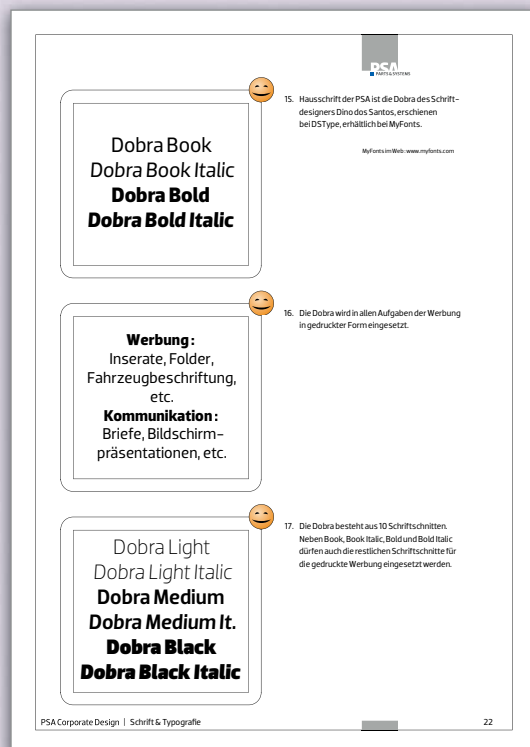 PSA
PARTS & SYSTEMS
Dobra Book
Dobra Book Italic
Dobra Bold
Dobra Bold Italic
15. Hausschrift der PSA ist die Dobra des Schrift-
designers Dino dos Santos, erschienen
bei DSType, erhältlich bei MyFonts.
MyFonts im Web: www.myfonts.com
Werbung:
Inserate, Folder,
Fahrzeugbeschriftung,
etc.
Kommunikation:
Briefe, Bildschirm-
präsentationen, etc.
16. Die Dobra wird in allen Aufgaben der Werbung
in gedruckter Form eingesetzt.
Dobra Light
Dobra Light Italic
Dobra Medium
Dobra Medium It.
Dobra Black
Dobra Black Italic
17. Die Dobra besteht aus 10 Schriftschnitten.
Neben Book, Book Italic, Bold und Bold Italic
dürfen auch die restlichen Schriftschnitte für
die gedruckte Werbung eingesetzt werden.
PSA Corporate Design | Schrift & Typografie 22